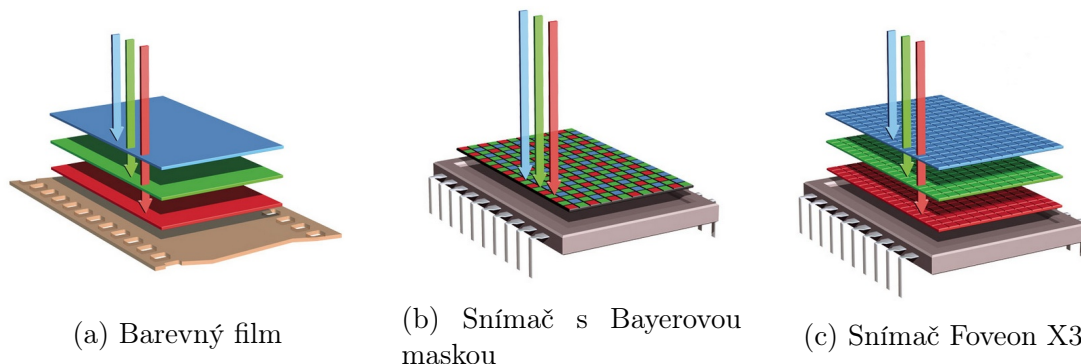 (a) Barevný film
(b) Snímač s Bayerovou
maskou
(c) Snímač Foveon X3